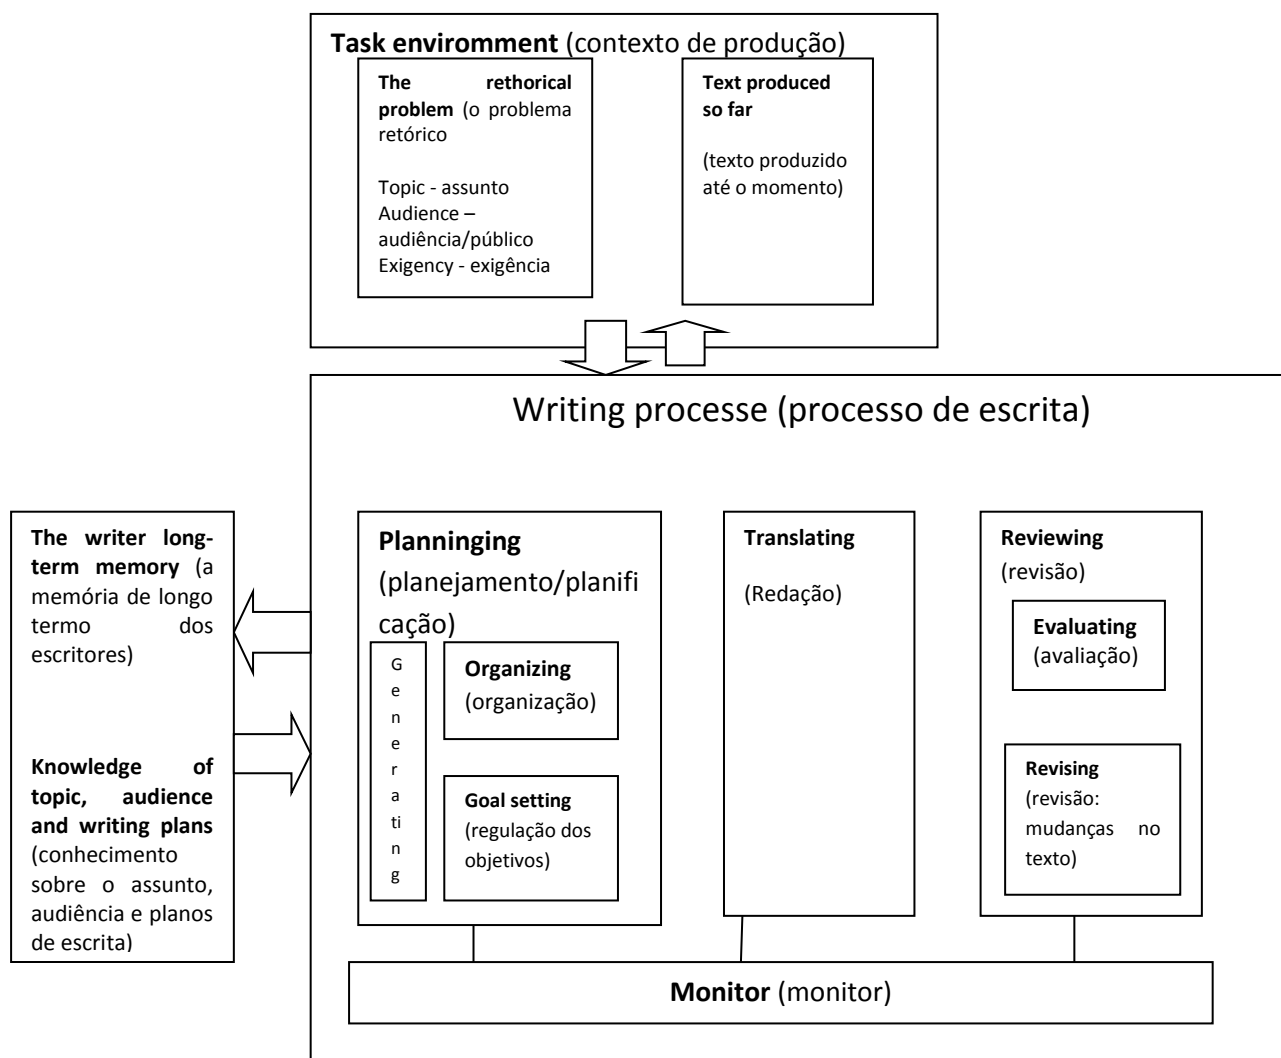 Task enviromment (contexto de produção)
The rethorical
problem (o problema
retórico
Topic - assunto
Audience –
audiência/público
Exigency - exigência
Text produced
so far
(texto produzido
até o momento)
Writing processe (processo de escrita)
The writer long-
term memory (a
memória de longo
termo dos
escritores)
Knowledge of
topic, audience
and writing plans
(conhecimento
sobre o assunto,
audiência e planos
de escrita)
Planninging
(planejamento/planifi
cação)
G
e
n
e
r
a
ti
n
g
Organizing
(organização)
Goal setting
(regulação dos
objetivos)
Translating
(Redação)
Reviewing
(revisão)
Evaluating
(avaliação)
Revising
(revisão:
mudanças no
texto)
Monitor (monitor)